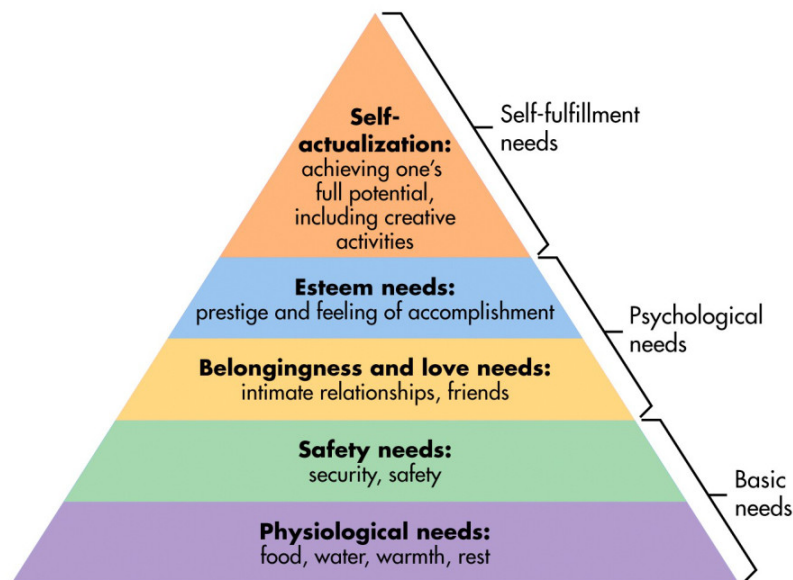 Self-
actualization:
achieving one's
full potential,
including creative
activities
Self-fulfillment
needs
Esteem needs:
prestige and feeling of accomplishment
Psychological
needs
Belongingness and love needs:
intimate relationships, friends
Safety needs:
security, safety
Basic
needs
Physiological needs:
food, water, warmth, rest